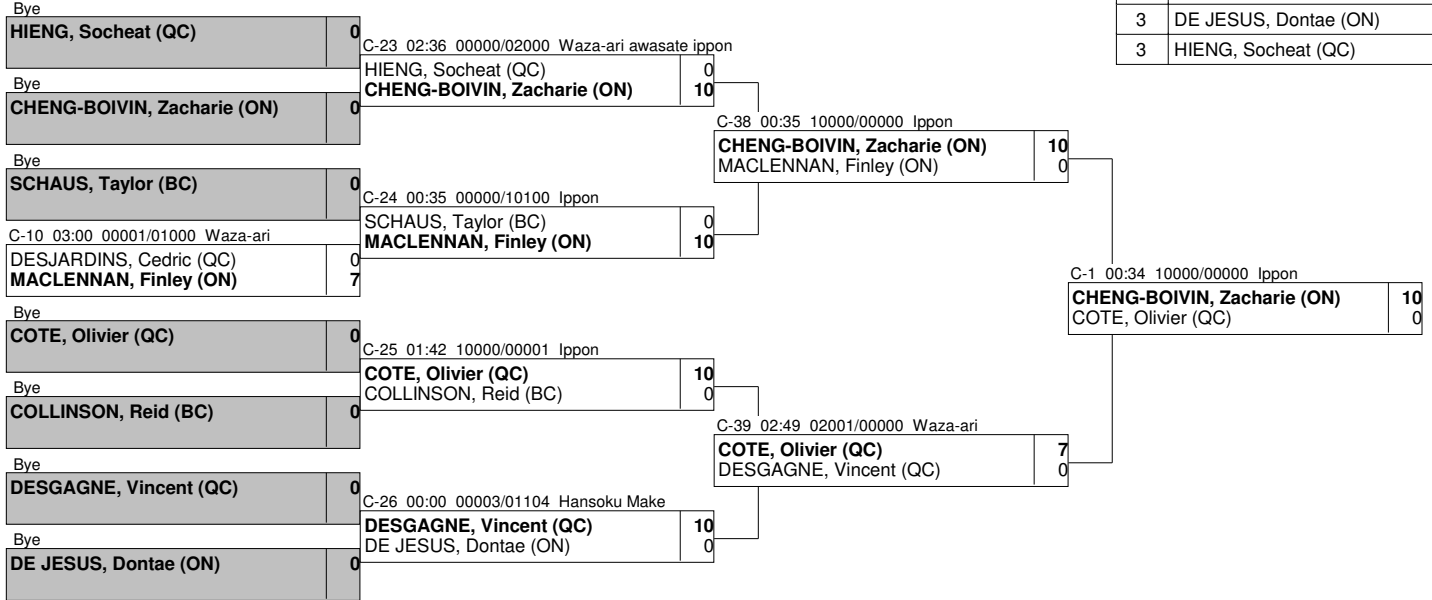 Bye
HIENG, Socheat (QC) 0
Bye
CHENG-BOIVIN, Zacharie (ON) 0
Bye
SCHAUS, Taylor (BC) 0
C-10 03:00 00001/01000 Waza-ari
DESJARDINS, Cedric (QC) 0
MACLENNAN, Finley (ON) 7
Bye
COTE, Olivier (QC) 0
Bye
COLLINSON, Reid (BC) 0
Bye
DESGAGNE, Vincent (QC) 0
Bye
DE JESUS, Dontae (ON) 0
C-23 02:36 00000/02000 Waza-ari awasate ippon
HIENG, Socheat (QC) 0
CHENG-BOIVIN, Zacharie (ON) 10
C-24 00:35 00000/10100 Ippon
SCHAUS, Taylor (BC) 0
MACLENNAN, Finley (ON) 10
C-25 01:42 10000/00001 Ippon
COTE, Olivier (QC) 10
COLLINSON, Reid (BC) 0
C-26 00:00 00003/01104 Hansoku Make
DESGAGNE, Vincent (QC) 10
DE JESUS, Dontae (ON) 0
C-38 00:35 10000/00000 Ippon
CHENG-BOIVIN, Zacharie (ON) 10
MACLENNAN, Finley (ON) 0
C-39 02:49 02001/00000 Waza-ari
COTE, Olivier (QC) 7
DESGAGNE, Vincent (QC) 0
C-1 00:34 10000/00000 Ippon
CHENG-BOIVIN, Zacharie (ON) 10
COTE, Olivier (QC) 0
3 DE JESUS, Dontae (ON)
3 HIENG, Socheat (QC)